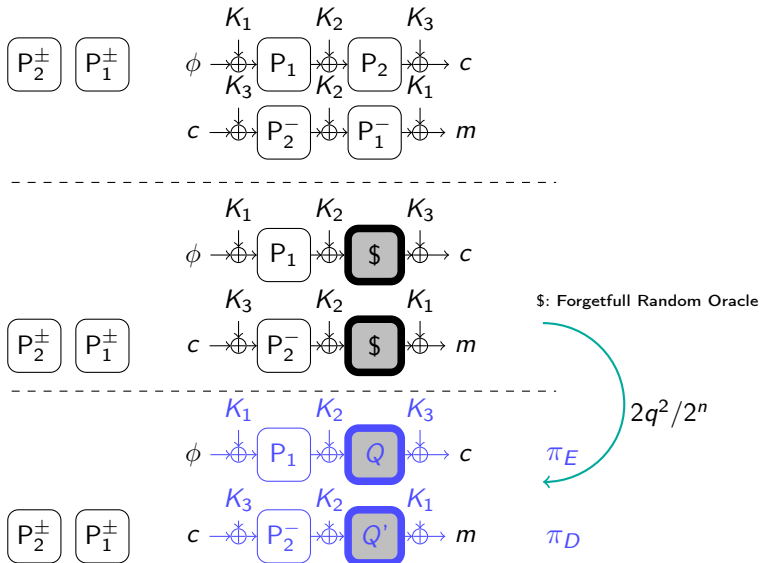 K₁ K₂ K₃
P₂± P₁± ϕ P₁ P₂ c
K₃ K₂ K₁
c P₂⁻ P₁⁻ m
K₁ K₂ K₃
ϕ P₁ $ c
$: Forgetfull Random Oracle
K₃ K₂ K₁
P₂± P₁± c P₂⁻ $ m
2q²/2ⁿ
K₁ K₂ K₃
ϕ P₁ Q c π_E
K₃ K₂ K₁
P₂± P₁± c P₂⁻ Q' m π_D